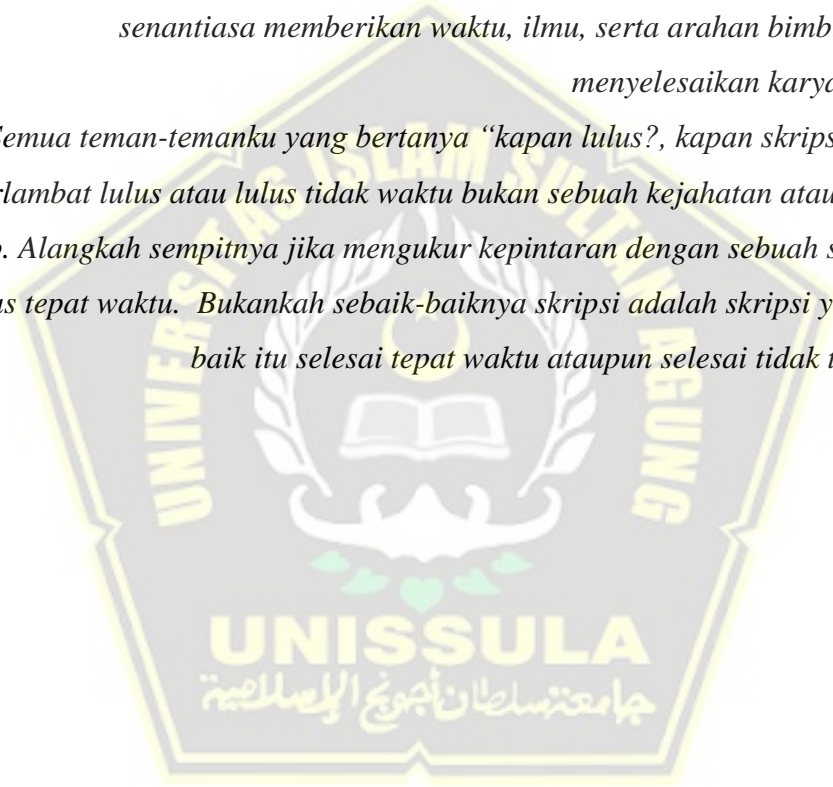 senantiasa memberikan waktu, ilmu, serta arahan bimb
menyelesaikan karya
Semua teman-temanku yang bertanya “kapan lulus?, kapan skrips
rlambat lulus atau lulus tidak waktu bukan sebuah kejahatan atau
. Alangkah sempitnya jika mengukur kepintaran dengan sebuah s
us tepat waktu. Bukankah sebaik-baiknya skripsi adalah skripsi y
baik itu selesai tepat waktu ataupun selesai tidak t
UNIVERSITAS ISLAM SULTAN AGUNG
UNISSULA
جامعتنسلطان أجونج الإسلامية